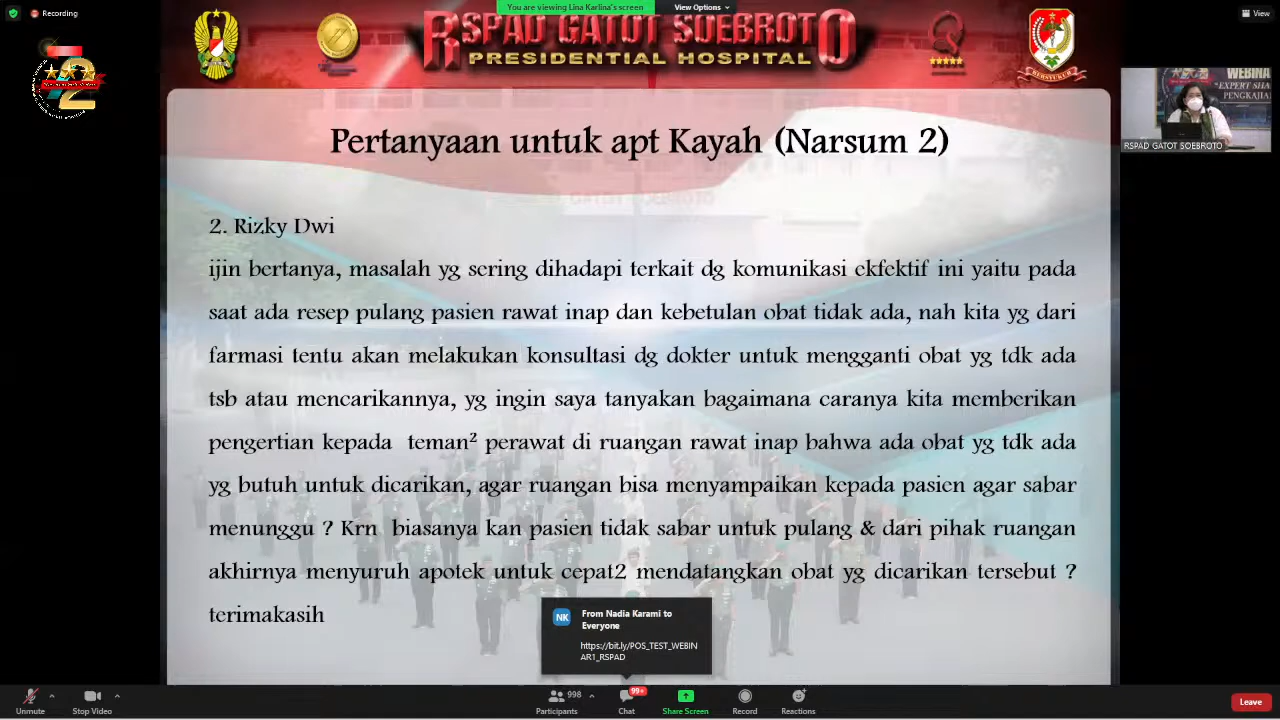 Recording
You are viewing Lina Karlina's screen
View Options
View
RSPAD GATOT SOEBROTO
PRESIDENTIAL HOSPITAL
WEBINA
"EXPERT SHA
PENGKAJIA
RSPAD GATOT SOEBROTO
Pertanyaan untuk apt Kayah (Narsum 2)
2. Rizky Dwi
ijin bertanya, masalah yg sering dihadapi terkait dg komunikasi ekfektif ini yaitu pada
saat ada resep pulang pasien rawat inap dan kebetulan obat tidak ada, nah kita yg dari
farmasi tentu akan melakukan konsultasi dg dokter untuk mengganti obat yg tdk ada
tsb atau mencarikannya, yg ingin saya tanyakan bagaimana caranya kita memberikan
pengertian kepada teman² perawat di ruangan rawat inap bahwa ada obat yg tdk ada
yg butuh untuk dicarikan, agar ruangan bisa menyampaikan kepada pasien agar sabar
menunggu ? Krn biasanya kan pasien tidak sabar untuk pulang & dari pihak ruangan
akhirnya menyuruh apotek untuk cepat2 mendatangkan obat yg dicarikan tersebut ?
terimakasih
NK
From Nadia Karami to
Everyone
https://bit.ly/POS_TEST_WEBIN
AR1_RSPAD
Unmute
Stop Video
998
Participants
99+
Chat
Share Screen
Record
Reactions
Leave